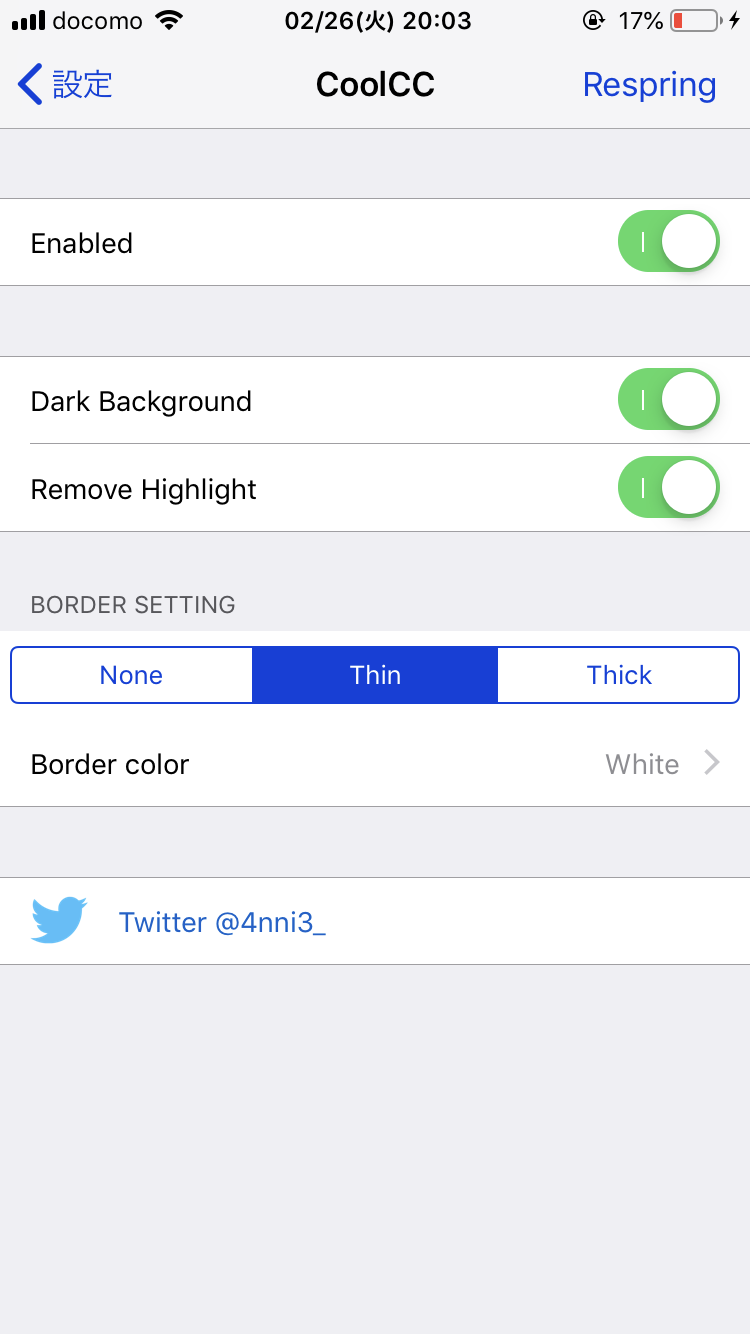 docomo 02/26(火) 20:03 17%
設定 CoolCC Respring
Enabled
Dark Background
Remove Highlight
BORDER SETTING
None Thin Thick
Border color White
Twitter @4nni3_